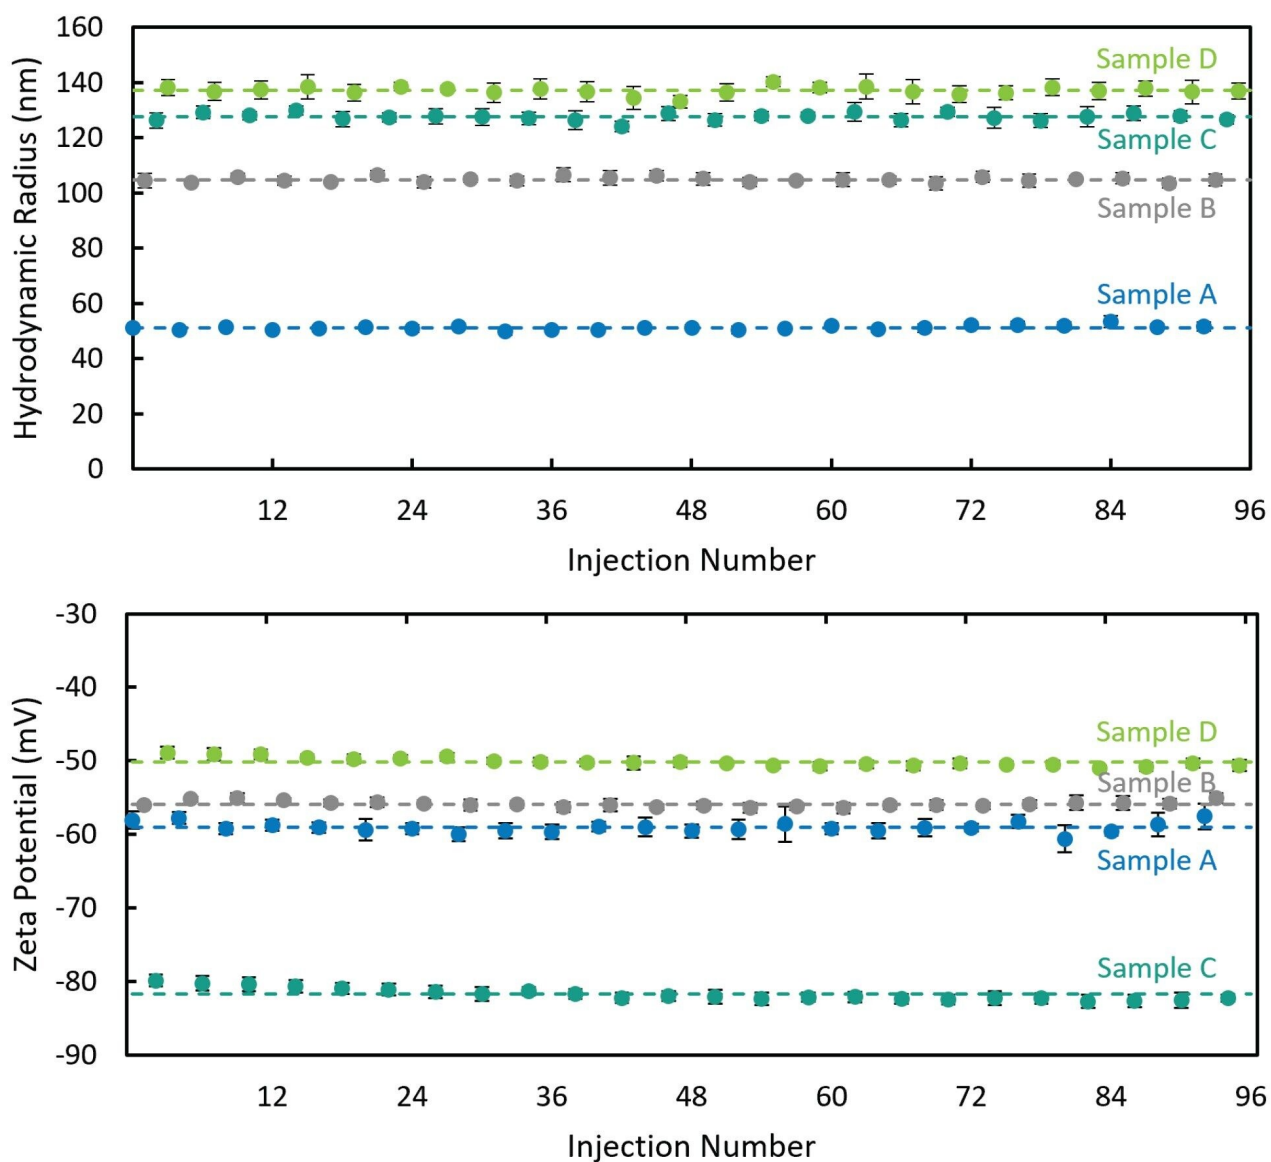 160
140
120
100
80
60
40
20
0
Hydrodynamic Radius (nm)
Sample D
Sample C
Sample B
Sample A
12 24 36 48 60 72 84 96
Injection Number
-30
-40
-50
-60
-70
-80
-90
Zeta Potential (mV)
Sample D
Sample B
Sample A
Sample C
12 24 36 48 60 72 84 96
Injection Number